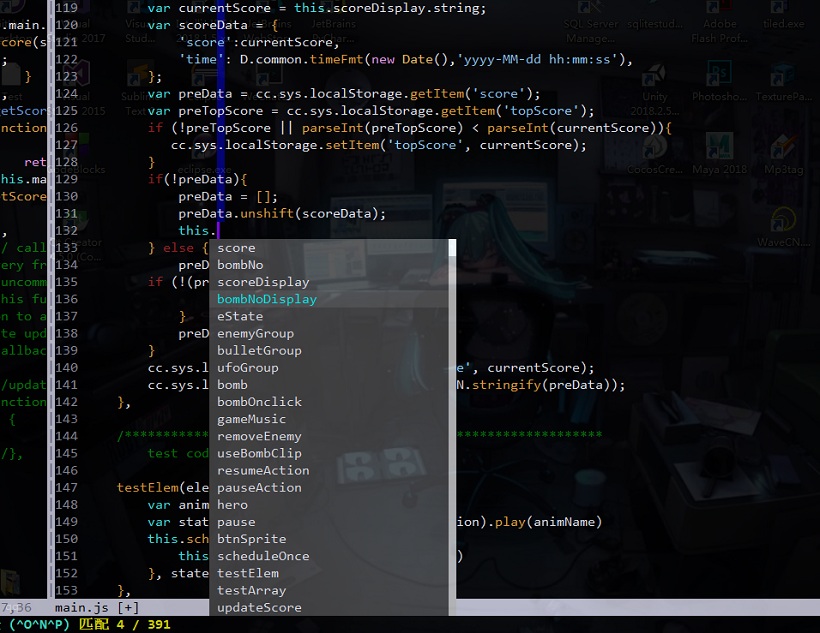 119 var currentScore = this.scoreDisplay.string;
.main. 120 var scoreData = {
core(s 121 'score':currentScore,
; 122 'time': D.common.timeFmt(new Date(),'yyyy-MM-dd hh:mm:ss'),
} 123 };
, 124 var preData = cc.sys.localStorage.getItem('score');
etScor 125 var preTopScore = cc.sys.localStorage.getItem('topScore');
nction 126 if (!preTopScore || parseInt(preTopScore) < parseInt(currentScore)){
; 127 cc.sys.localStorage.setItem('topScore', currentScore);
ret 128 }
his.ma 129 if(!preData){
tScore 130 preData = [];
131 preData.unshift(scoreData);
, 132 this.
/ call 133 } else {
score
ery fr 134 preD
bombNo
uncomm 135 if (!(pr
scoreDisplay
his fu 136
bombNoDisplay
n to a 137 }
eState
te upd 138 preD
enemyGroup
allbac 139 }
bulletGroup
140 cc.sys.l
ufoGroup
e', currentScore);
/updat 141 cc.sys.l
bomb
N.stringify(preData));
nction 142 },
bombOnclick
{ 143
gameMusic
144 /***********
removeEnemy
*******************
/}, 145 test cod
useBombClip
146
resumeAction
147 testElem(ele
pauseAction
148 var anim
hero
149 var stat
pause
ion).play(animName)
150 this.sch
btnSprite
151 this
scheduleOnce
)
152 }, state
testElem
153 },
testArray
7,36 main.js [+]
updateScore
(^O^N^P) 匹配 4 / 391